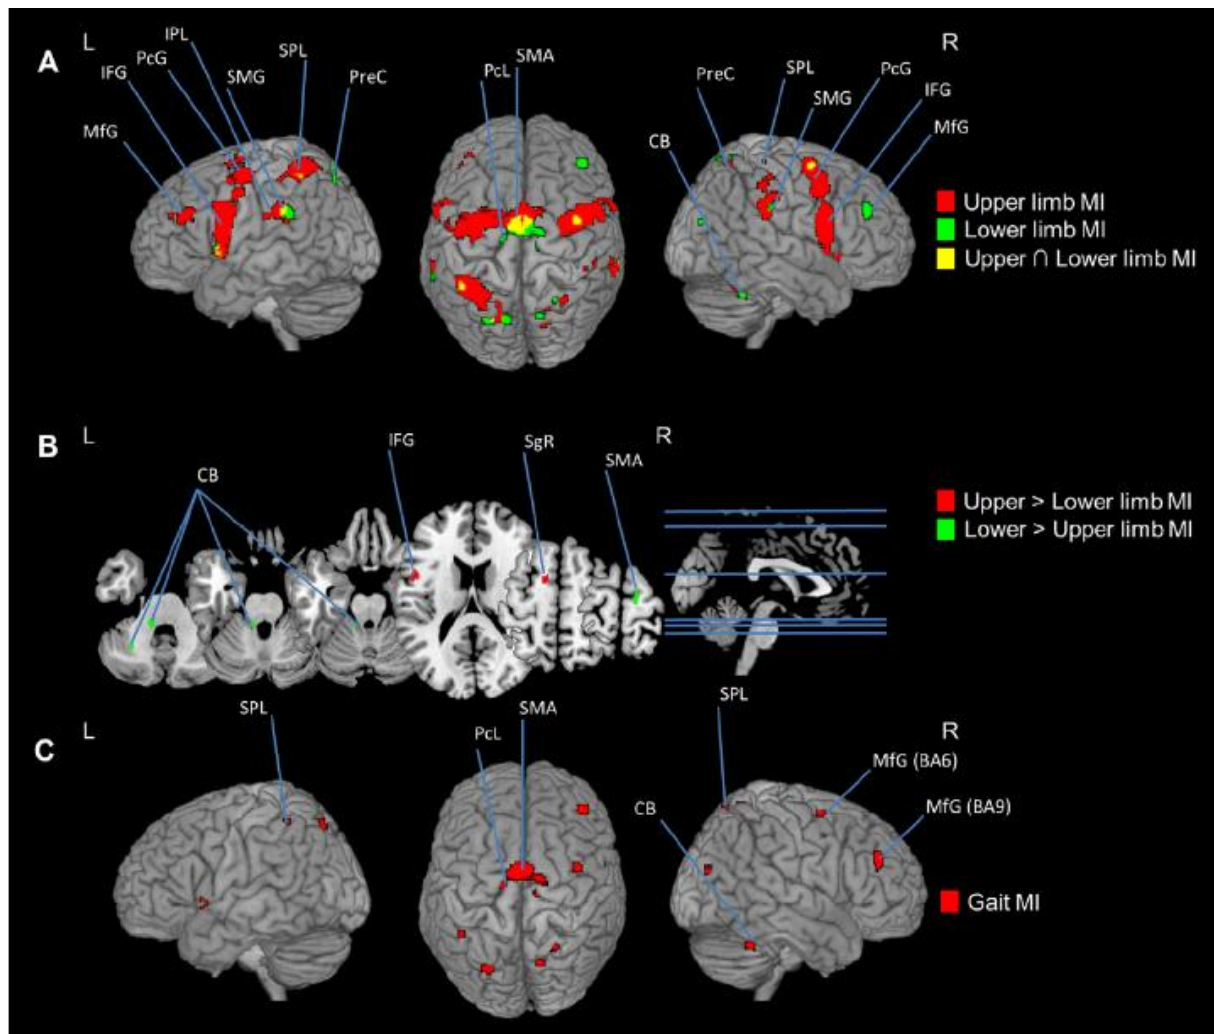 A
L
R
IPL
PcG
IFG
MfG
SMG
SPL
PreC
PcL
SMA
PreC
SPL
SMG
PcG
IFG
MfG
CB
Upper limb MI
Lower limb MI
Upper ∩ Lower limb MI
B
L
R
CB
IFG
SgR
SMA
Upper > Lower limb MI
Lower > Upper limb MI
C
L
R
SPL
PcL
SMA
SPL
CB
MfG (BA6)
MfG (BA9)
Gait MI